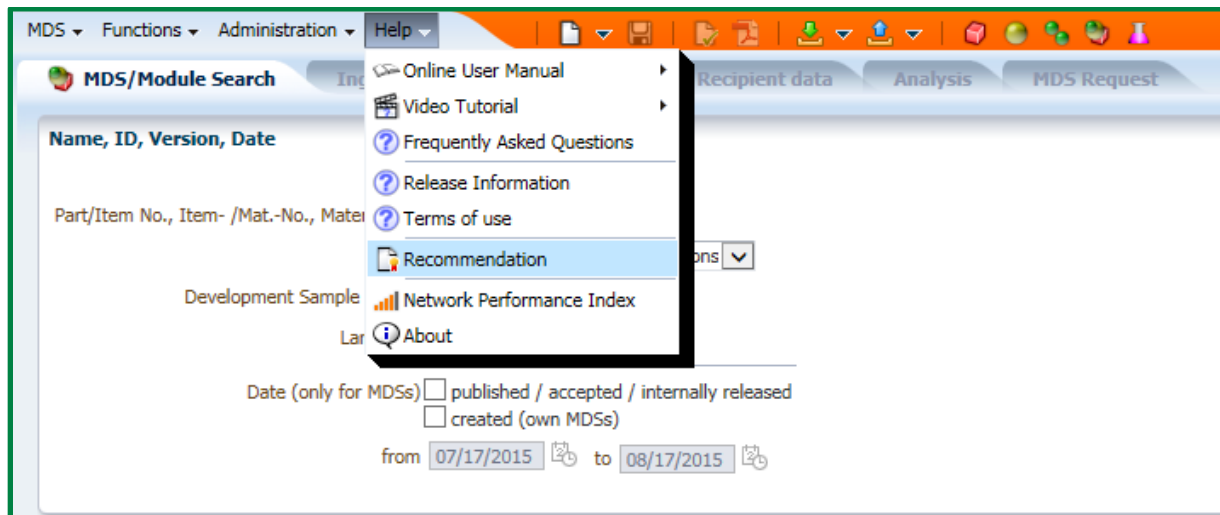 MDS Functions Administration Help
MDS/Module Search Ing Recipient data Analysis MDS Request
Online User Manual
Video Tutorial
Name, ID, Version, Date
Frequently Asked Questions
Release Information
Part/Item No., Item- /Mat.-No., Mater
Terms of use
Recommendation
ons
Development Sample
Network Performance Index
Lan
About
Date (only for MDSs) published / accepted / internally released
created (own MDSs)
from 07/17/2015 to 08/17/2015